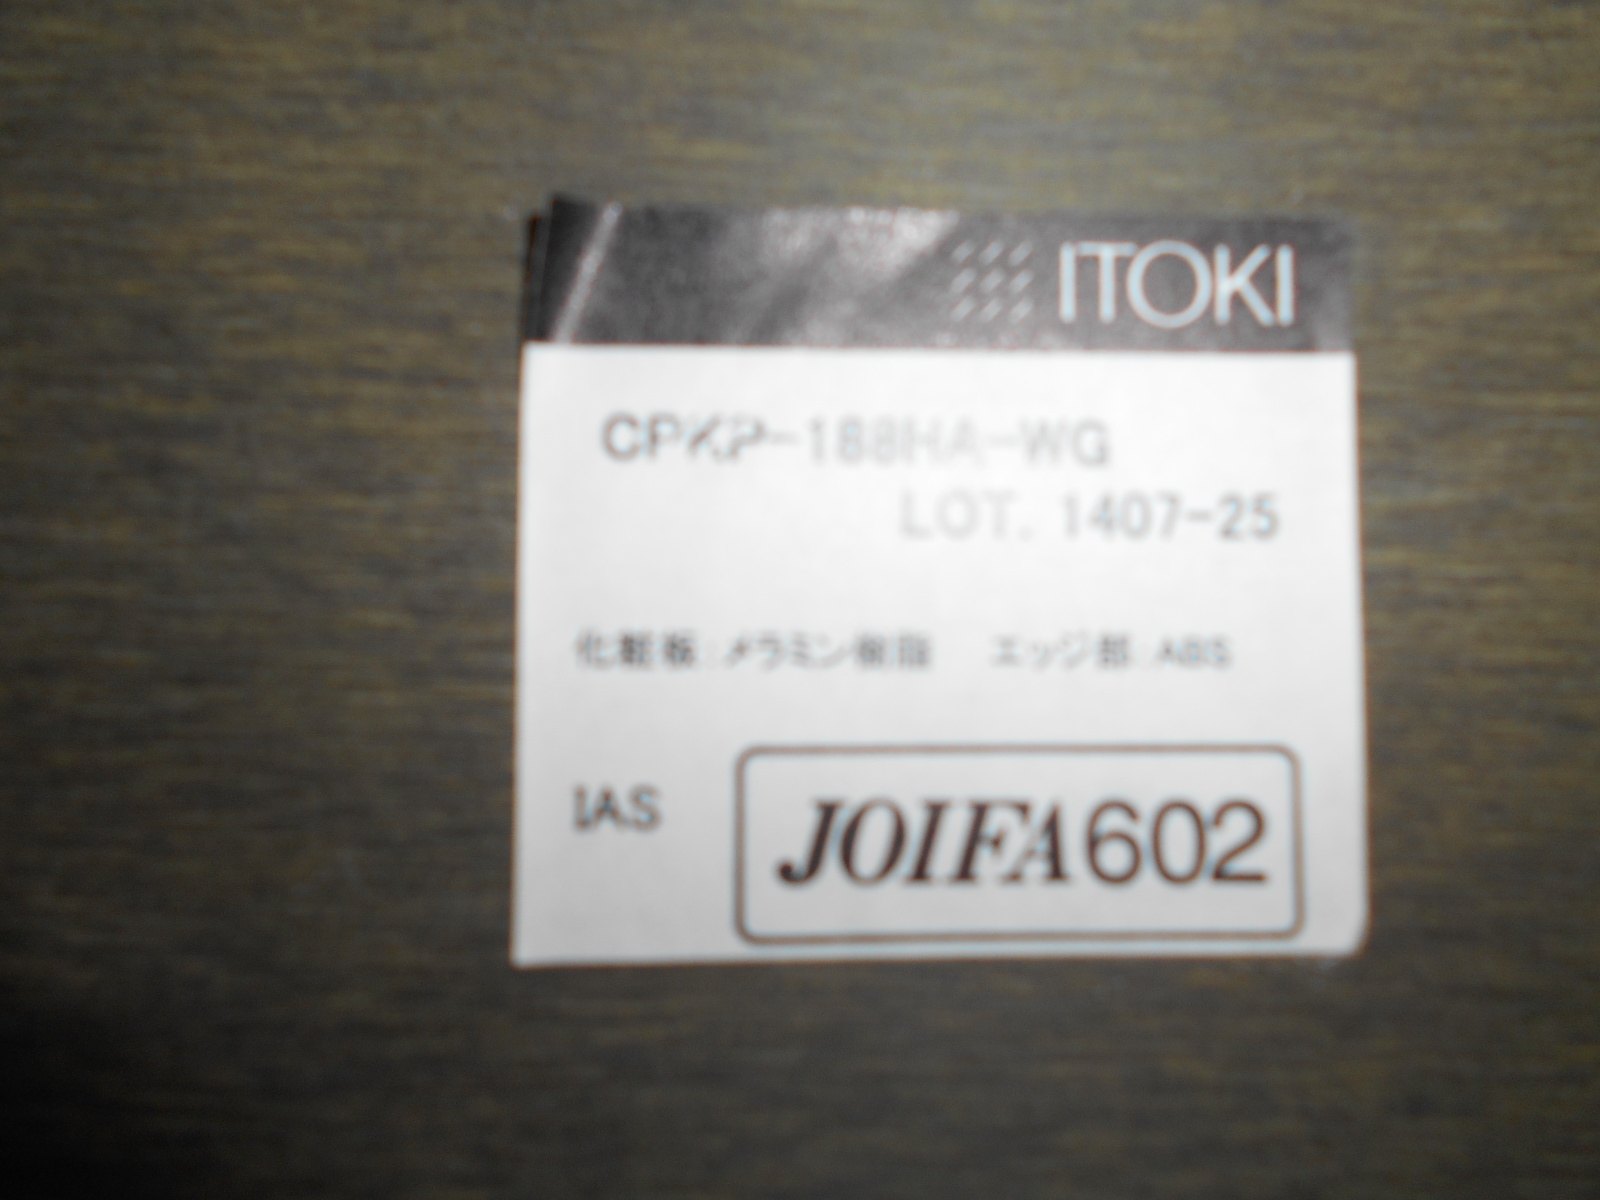 ITOKI
CPKP-188HA-WG
LOT. 1407-25
化粧板:メラミン樹脂 エッジ部:ABS
IAS
JOIFA602